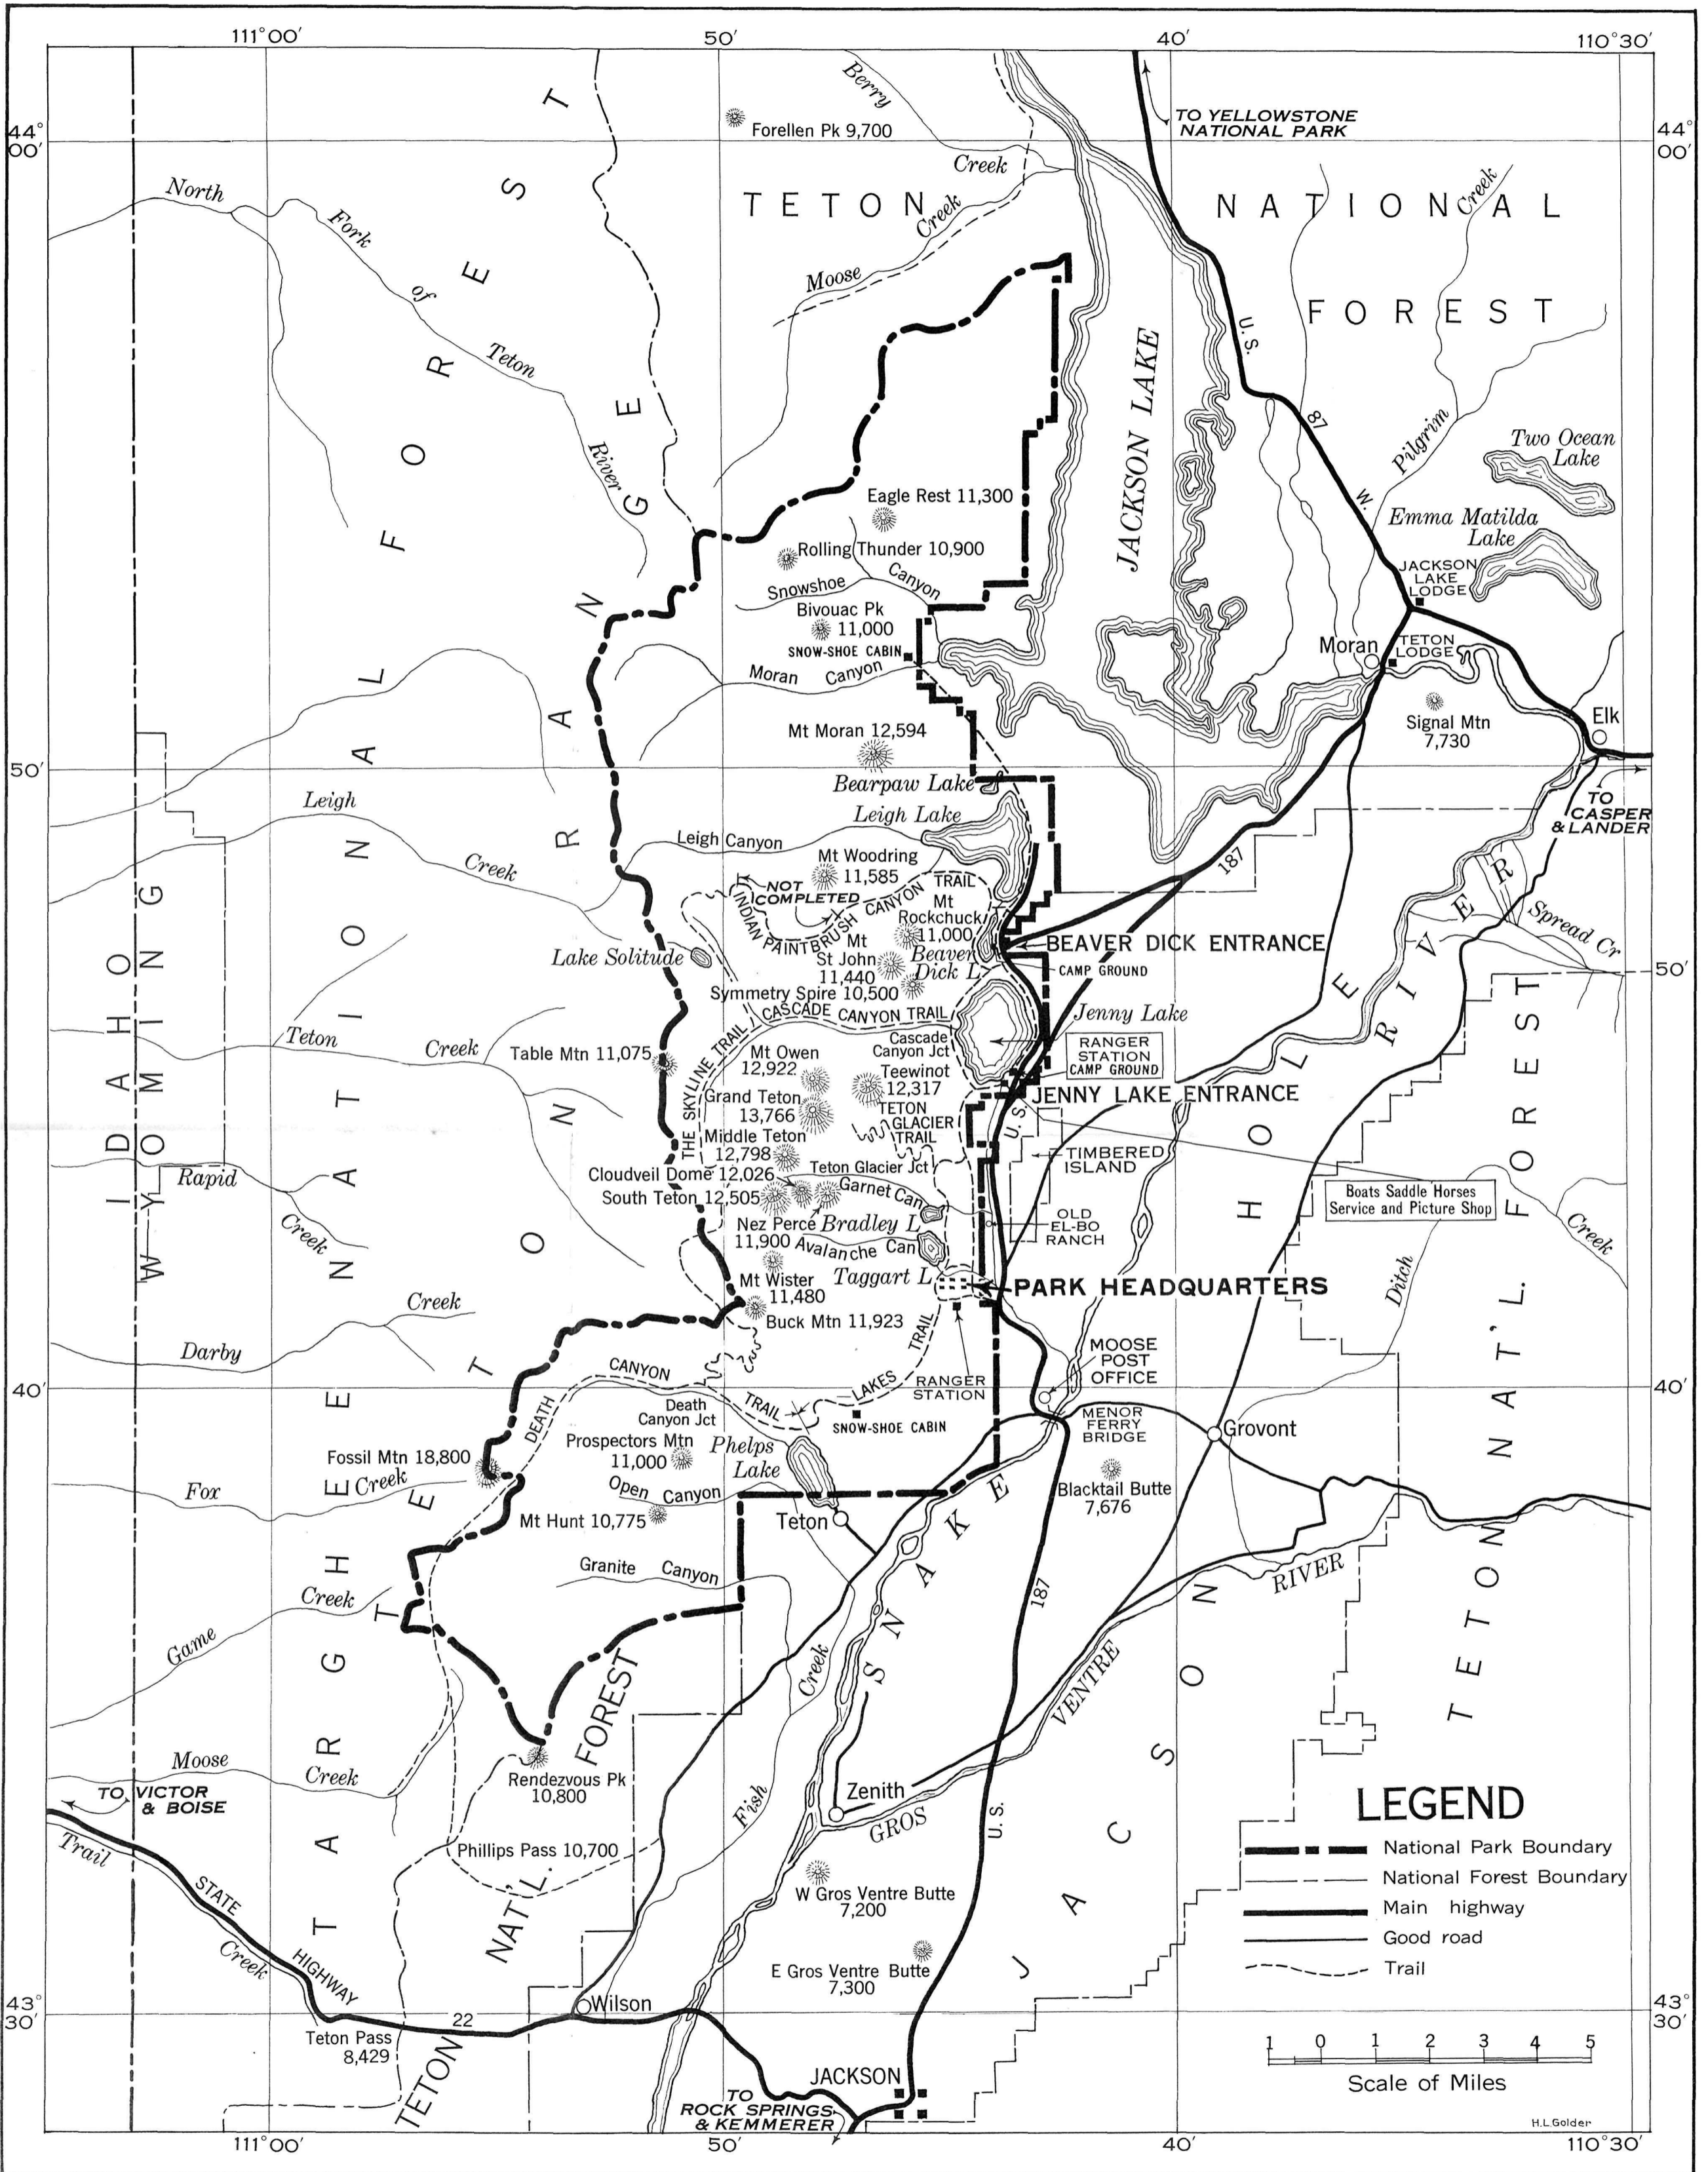 111°00′
50′
40′
110°30′
44°
00′
44°
00′
Berry
Creek
TO YELLOWSTONE
NATIONAL PARK
Forellen Pk 9,700
North
Fork
of
Teton
River
TETON
NATIONAL
FOREST
Creek
Moose
Creek
Pilgrim
U.S.
87
W.
JACKSON LAKE
Two Ocean
Lake
Emma Matilda
Lake
JACKSON
LAKE
LODGE
Eagle Rest 11,300
Rolling Thunder 10,900
Snowshoe Canyon
Bivouac Pk
11,000
SNOW-SHOE CABIN
Moran Canyon
Moran
TETON
LODGE
Signal Mtn
7,730
Elk
Mt Moran 12,594
50′
Bearpaw Lake
TO
CASPER
& LANDER
Leigh
Creek
Leigh Lake
Leigh Canyon
Mt Woodring
11,585
187
NOT
COMPLETED
INDIAN PAINTBRUSH CANYON TRAIL
Mt
Rockchuck
11,000
Mt
St John
11,440
Beaver
Dick L
BEAVER DICK ENTRANCE
CAMP GROUND
Spread Cr
50′
Lake Solitude
Symmetry Spire 10,500
CASCADE CANYON TRAIL
Jenny Lake
Cascade
Canyon Jct
RANGER
STATION
CAMP GROUND
Teton
Creek
Table Mtn 11,075
THE SKYLINE TRAIL
Mt Owen
12,922
Teewinot
12,317
JENNY LAKE ENTRANCE
Grand Teton
13,766
TETON
GLACIER
TRAIL
U.S.
Middle Teton
12,798
TIMBERED
ISLAND
Cloudveil Dome 12,026
Teton Glacier Jct
South Teton 12,505
Garnet Can
Boats Saddle Horses
Service and Picture Shop
Rapid
Creek
Nez Percé
11,900
Bradley L
OLD
EL-BO
RANCH
Avalanche Can
Creek
Ditch
Mt Wister
11,480
Taggart L
PARK HEADQUARTERS
Buck Mtn 11,923
Creek
Darby
MOOSE
POST
OFFICE
40′
DEATH CANYON TRAIL
LAKES TRAIL
RANGER
STATION
40′
Death
Canyon Jct
SNOW-SHOE CABIN
MENOR
FERRY
BRIDGE
Grovont
Fossil Mtn 18,800
Prospectors Mtn
11,000
Phelps
Lake
Fox
Creek
Open Canyon
Blacktail Butte
7,676
Mt Hunt 10,775
Teton
Granite Canyon
Creek
Game
187
GROS
VENTRE
RIVER
SNAKE
RIVER
JACKSON
HOLE
Creek
Fish
Moose
Creek
Rendezvous Pk
10,800
TO VICTOR
& BOISE
Zenith
Phillips Pass 10,700
U.S.
Trail
Creek
STATE
HIGHWAY
22
W Gros Ventre Butte
7,200
E Gros Ventre Butte
7,300
43°
30′
Wilson
43°
30′
Teton Pass
8,429
JACKSON
TO
ROCK SPRINGS
& KEMMERER
IDAHO
WYOMING
TARGHEE
NATIONAL
FOREST
TETON
RANGE
TETON
NAT'L.
FOREST
TETON
NAT'L.
FOREST
LEGEND
National Park Boundary
National Forest Boundary
Main highway
Good road
Trail
1 0 1 2 3 4 5
Scale of Miles
H.L.Golder
111°00′
50′
40′
110°30′